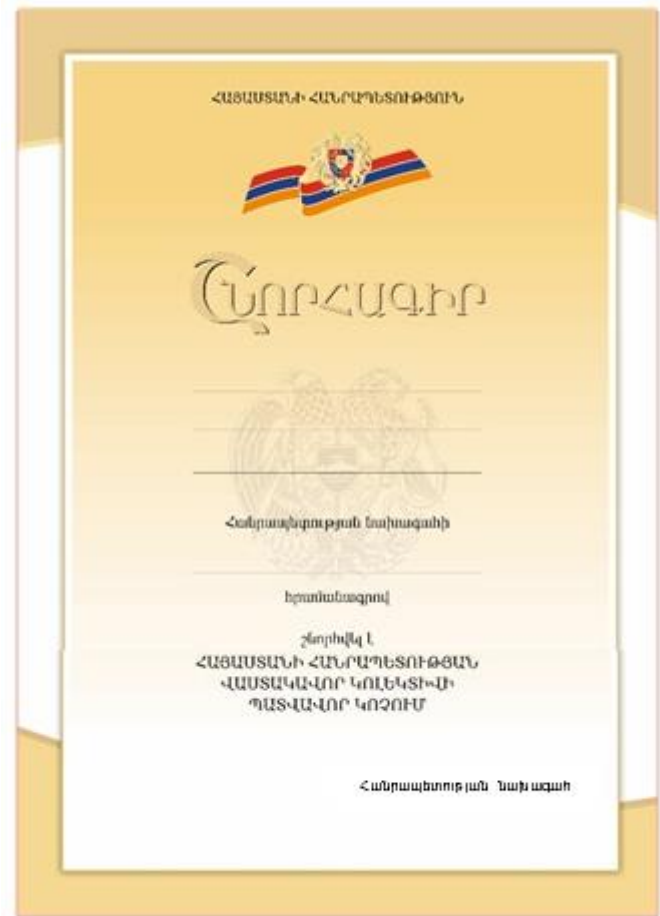 ՀԱՅԱՍՏԱՆԻ ՀԱՆՐԱՊԵՏՈՒԹՅՈՒՆ
ՇՆՈՐՀԱԳԻՐ
Հանրապետության նախագահի
հրամանագրով
շնորհվել է
ՀԱՅԱՍՏԱՆԻ ՀԱՆՐԱՊԵՏՈՒԹՅԱՆ
ՎԱՍՏԱԿԱՎՈՐ ԿՈԼԵԿՏԻՎԻ
ՊԱՏՎԱՎՈՐ ԿՈՉՈՒՄ
Հանրապետության նախագահ